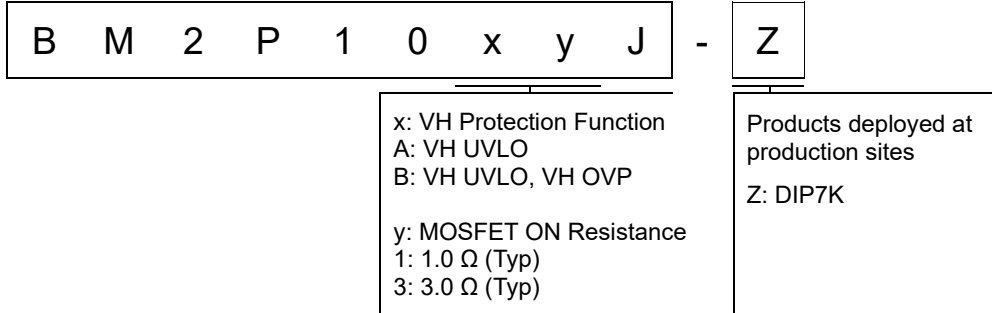 B M 2 P 1 0 x y J - Z
x: VH Protection Function
A: VH UVLO
B: VH UVLO, VH OVP
y: MOSFET ON Resistance
1: 1.0 Ω (Typ)
3: 3.0 Ω (Typ)
Products deployed at
production sites
Z: DIP7K